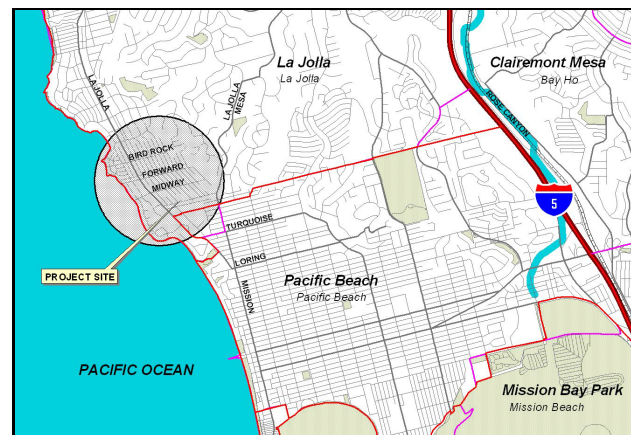 La Jolla
La Jolla
Clairemont Mesa
Bay Ho
LA JOLLA
LA JOLLA
MESA
ROSE CANYON
BIRD ROCK
FORWARD
MIDWAY
5
TURQUOISE
LORING
PROJECT SITE
MISSION
Pacific Beach
Pacific Beach
PACIFIC OCEAN
Mission Bay Park
Mission Beach